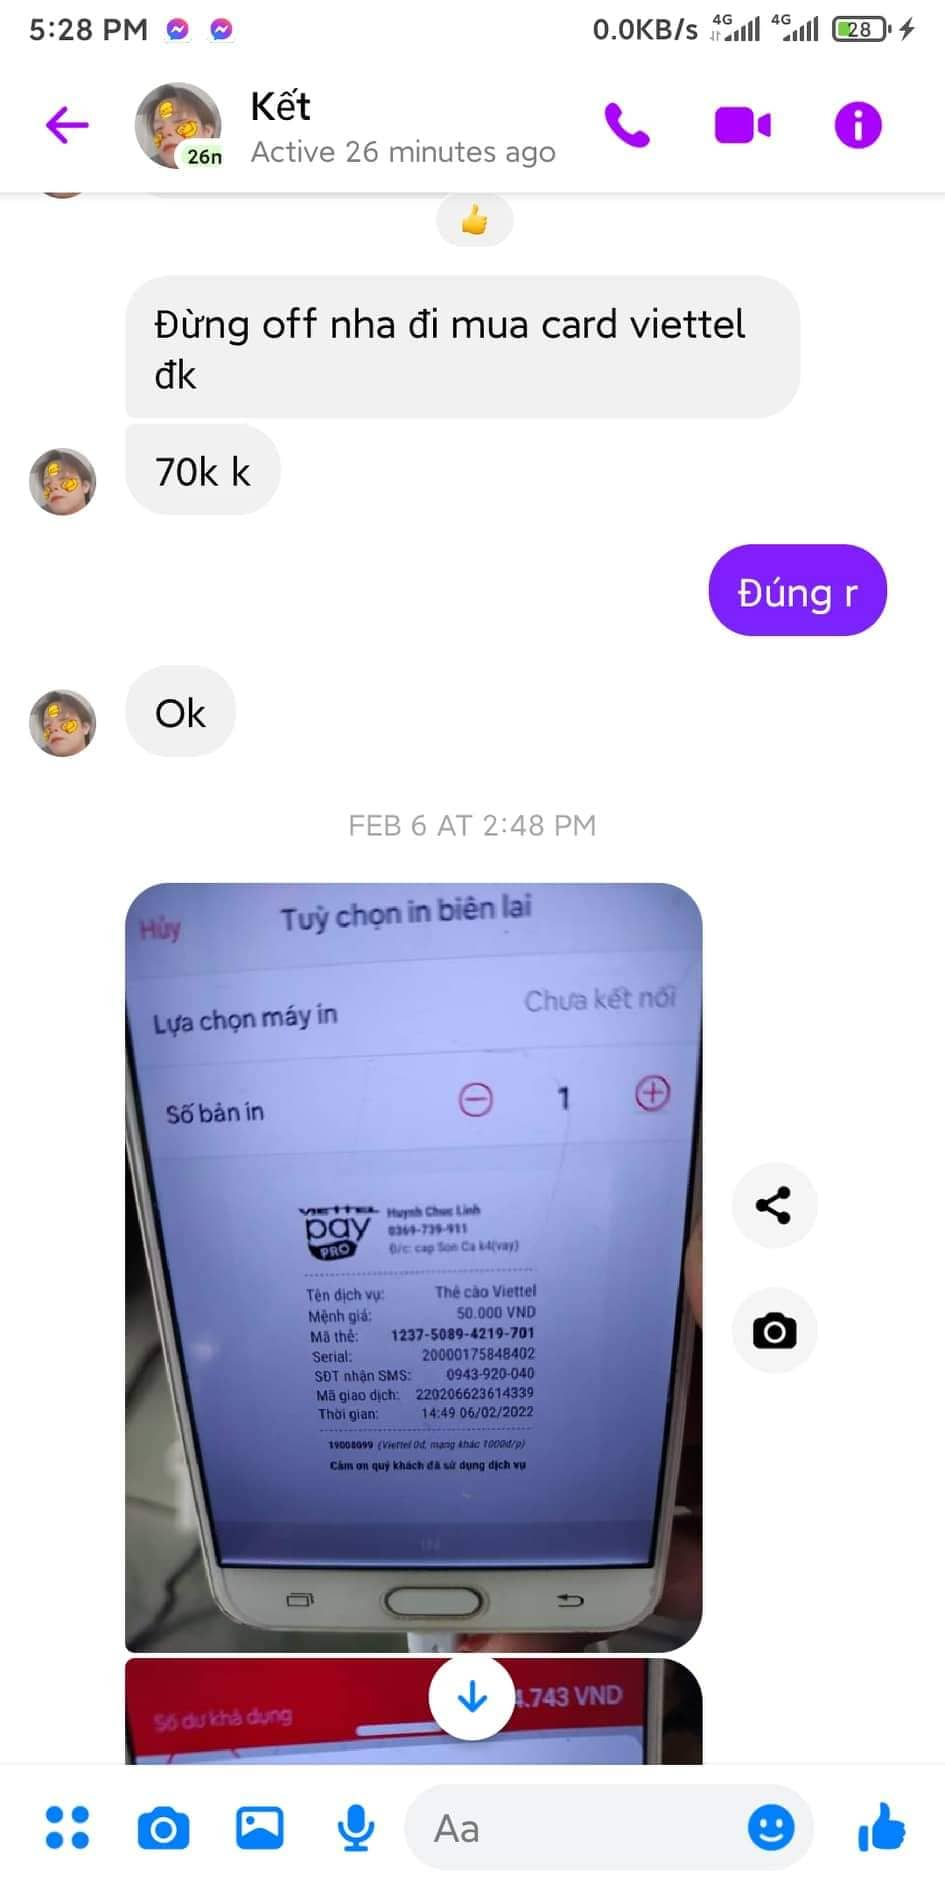 5:28 PM
0.0KB/s 4G 4G 28
Kết
26n
Active 26 minutes ago
Đừng off nha đi mua card viettel
đk
70k k
Đúng r
Ok
FEB 6 AT 2:48 PM
Hủy Tuỳ chọn in biên lai
Lựa chọn máy in Chưa kết nối
Số bản in 1
VIETTEL Huynh Chuc Linh
pay 0369-739-911
PRO Đ/c: cap Son Ca k4(vay)
Tên dịch vụ: Thẻ cào Viettel
Mệnh giá: 50.000 VND
Mã thẻ: 1237-5089-4219-701
Serial: 20000175848402
SĐT nhận SMS: 0943-920-040
Mã giao dịch: 220206623614339
Thời gian: 14:49 06/02/2022
19008099 (Viettel 0đ, mạng khác 1000đ/p)
Cảm ơn quý khách đã sử dụng dịch vụ
IN
Số dư khả dụng .743 VND
Aa